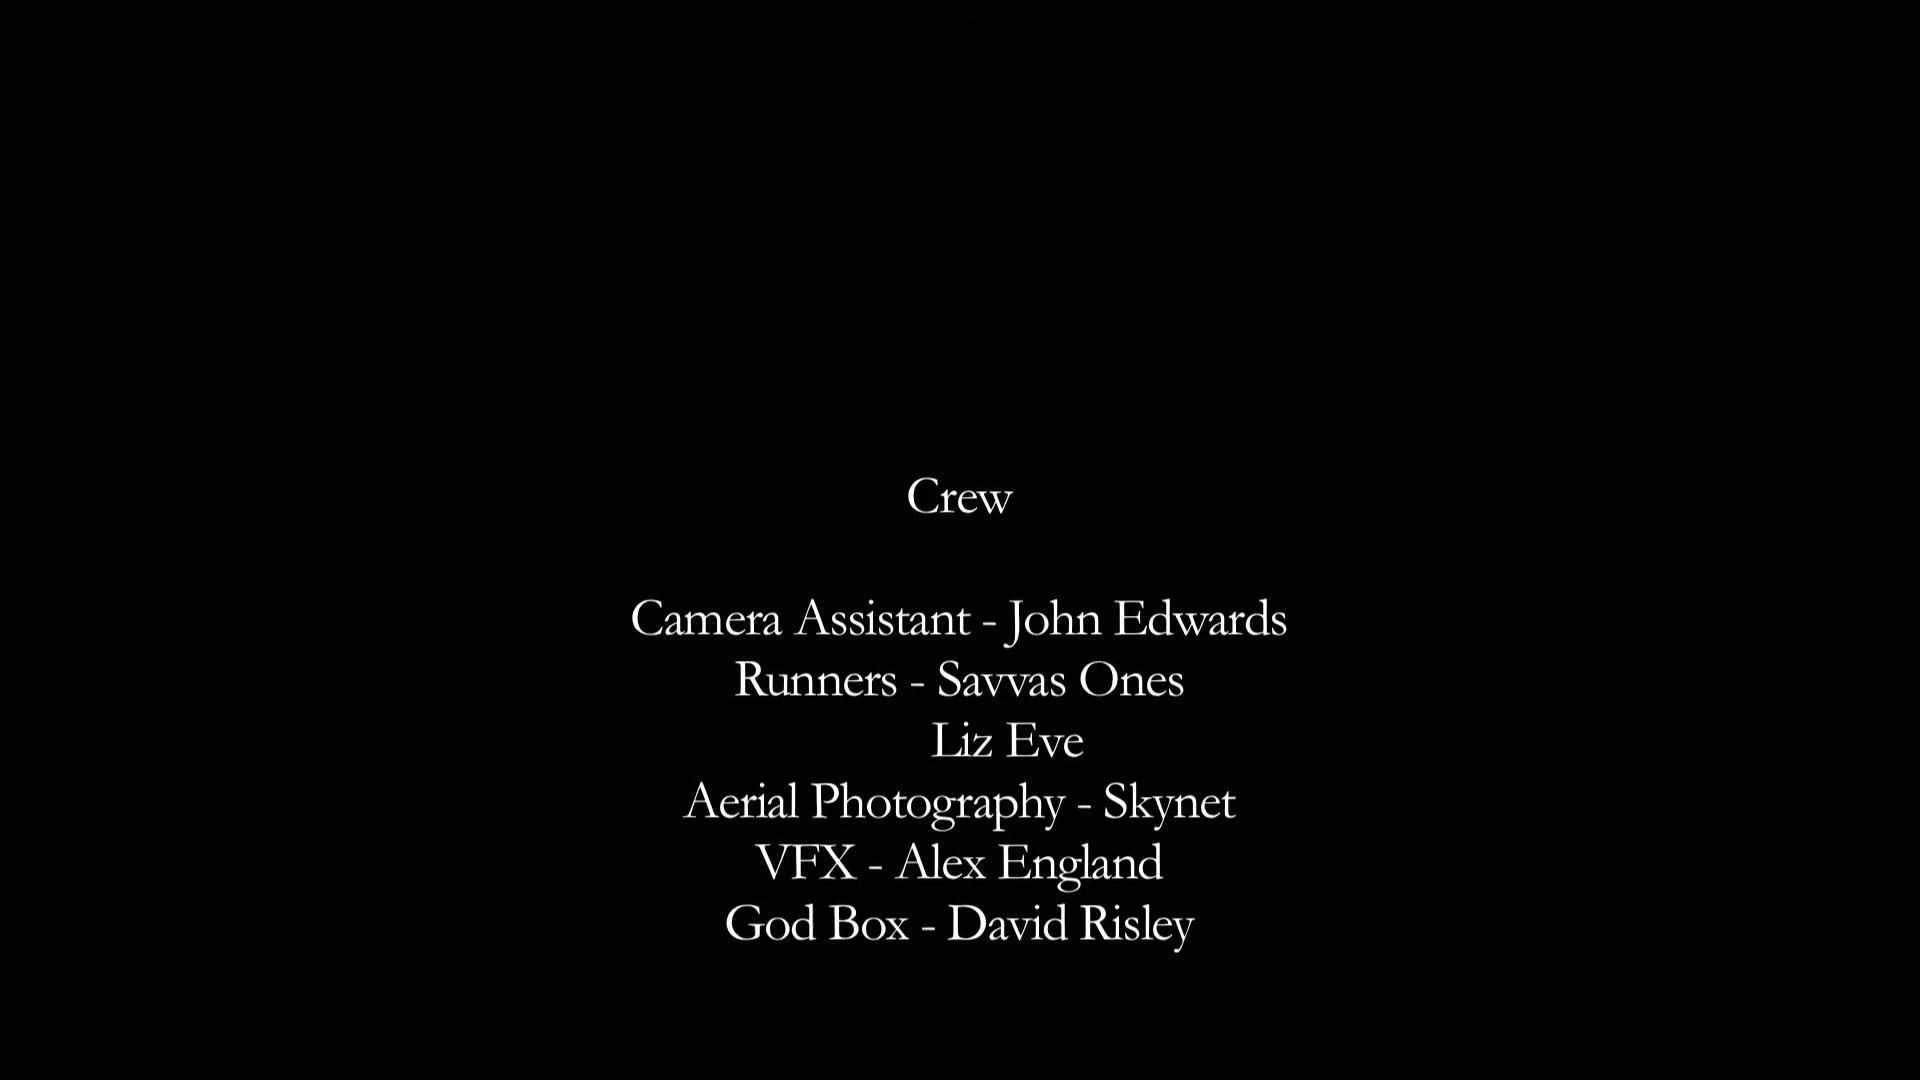 Crew
Camera Assistant - John Edwards
Runners - Savvas Ones
Liz Eve
Aerial Photography - Skynet
VFX - Alex England
God Box - David Risley